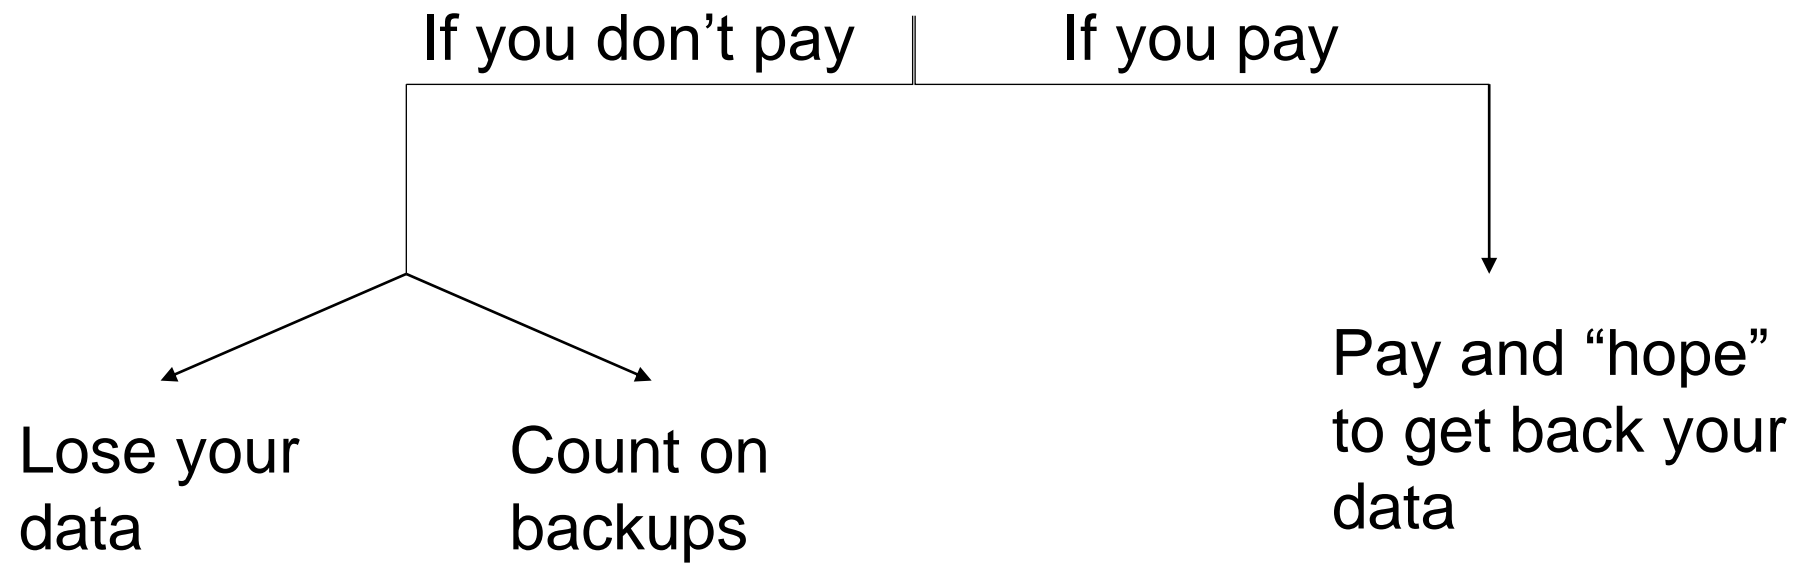 If you don’t pay
If you pay
Lose your
data
Count on
backups
Pay and “hope”
to get back your
data